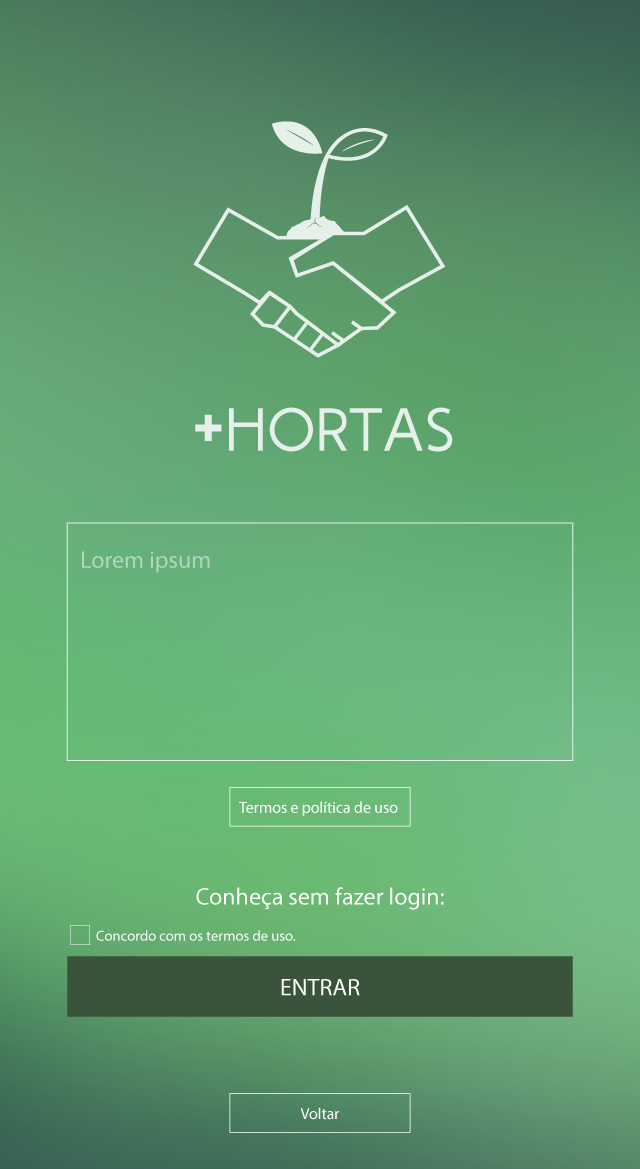 +HORTAS
Lorem ipsum
Termos e política de uso
Conheça sem fazer login:
Concordo com os termos de uso.
ENTRAR
Voltar